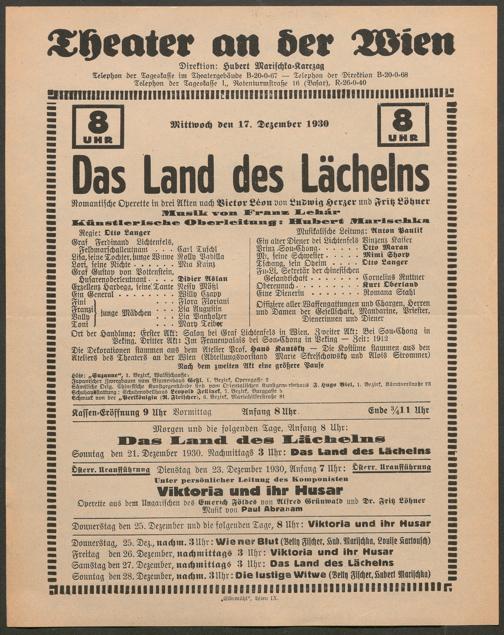 Theater an der Wien
Direktion: Hubert Marischka-Karczag
Telephon der Tageskasse im Theatergebäude B-20-0-67 — Telephon der Direktion B-20-0-68
Telephon der Tageskasse I., Rotenturmstraße 16 (Basar), R-26-0-40
8 UHR
Mittwoch den 17. Dezember 1930
8 UHR
Das Land des Lächelns
Romantische Operette in drei Akten nach Victor Léon von Ludwig Herzer und Fritz Löhner
Musik von Franz Lehár
Künstlerische Oberleitung: Hubert Marischka
Regie: Otto Langer
Graf Ferdinand Lichtenfels,
Feldmarschalleutnant . . . Carl Tuschl
Lisa, seine Tochter, junge Witwe
Lori, seine Nichte . . . . Mia Kainz
Graf Gustav von Pottenstein,
Husarenoberleutnant . . . . Didier Aslan
Exzellenz Hardegg, seine Tante
Ein General . . . .
Fini
Franzi
Vally
Toni
junge Mädchen
Flora Floriani
Lia Augustin
Mary Treibor
Musikalische Leitung: Anton Paulik
Ein alter Diener bei Lichtenfels Vinzenz Kaiser
Prinz Sou-Chong . . . . Otto Maran
Mi, seine Schwester . . . . Mimi Shorp
Tschang, sein Oheim . . . Otto Langer
Fu-Li, Sekretär der chinesischen
Gesandtschaft . . . . Cornelius Kuttner
Obereunuch . . . . Kurt Oberland
Eine Dienerin . . . . Romana Stahl
Offiziere aller Waffengattungen und Chargen, Herren
und Damen der Gesellschaft, Mandarine, Priester,
Dienerinnen und Diener
Ort der Handlung: Erster Akt: Salon bei Graf Lichtenfels in Wien. Zweiter Akt: Bei Sou-Chong in
Peking. Dritter Akt: Im Frauenpalais bei Sou-Chong in Peking — Zeit: 1912
Die Dekorationen stammen aus dem Atelier Prof. Hans Kautsky — Die Kostüme stammen aus den
Ateliers des Theaters an der Wien (Abteilungsvorstand Marie Skreschovsky und Alois Strommer)
Nach dem zweiten Akt eine größere Pause
Kassen-Eröffnung 9 Uhr Vormittag Anfang 8 Uhr Ende ¾11 Uhr
Morgen und die folgenden Tage, Anfang 8 Uhr:
Das Land des Lächelns
Sonntag den 21. Dezember 1930. Nachmittags 3 Uhr: Das Land des Lächelns
Österr. Uraufführung Dienstag den 23. Dezember 1930, Anfang 7 Uhr: Österr. Uraufführung
Unter persönlicher Leitung des Komponisten
Viktoria und ihr Husar
Operette aus dem Ungarischen des Emerich Földes von Alfred Grünwald und Dr. Fritz Löhner
Musik von Paul Abraham
Donnerstag den 25. Dezember und die folgenden Tage, 8 Uhr: Viktoria und ihr Husar
Donnerstag, 25. Dez., nachm. 3 Uhr: Wiener Blut (Betty Fischer, Hub. Marischka, Louise Kartousch)
Freitag den 26. Dezember, nachmittags 3 Uhr: Viktoria und ihr Husar
Samstag den 27. Dezember, nachmittags 3 Uhr: Das Land des Lächelns
Sonntag den 28. Dezember, nachm. 3 Uhr: Die lustige Witwe (Betty Fischer, Hubert Marischka)